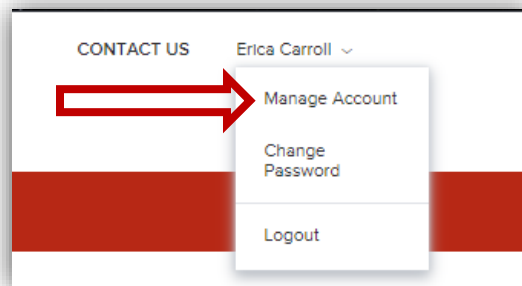 CONTACT US Erica Carroll
Manage Account
Change
Password
Logout